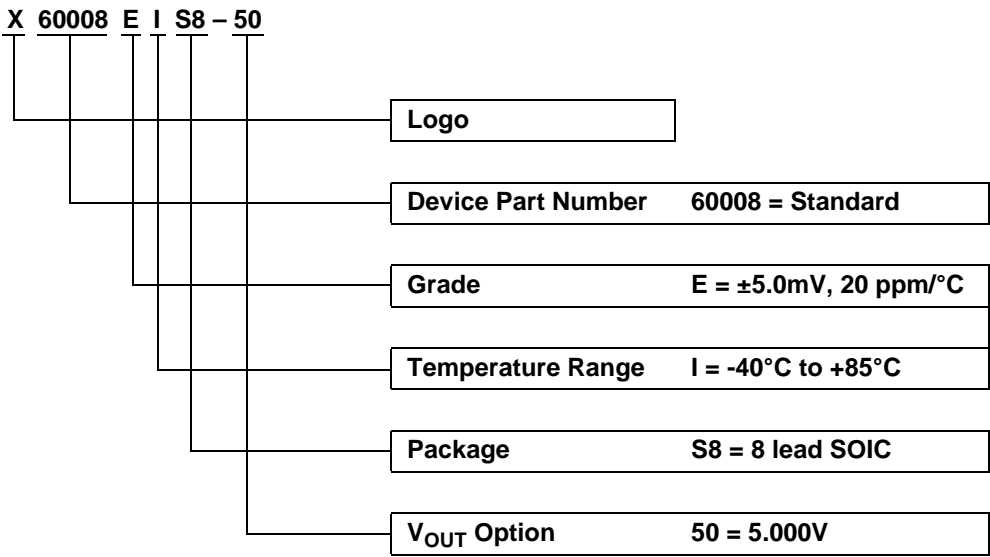 X 60008 E I S8 – 50
Logo
Device Part Number 60008 = Standard
Grade E = ±5.0mV, 20 ppm/°C
Temperature Range I = -40°C to +85°C
Package S8 = 8 lead SOIC
VOUT Option 50 = 5.000V